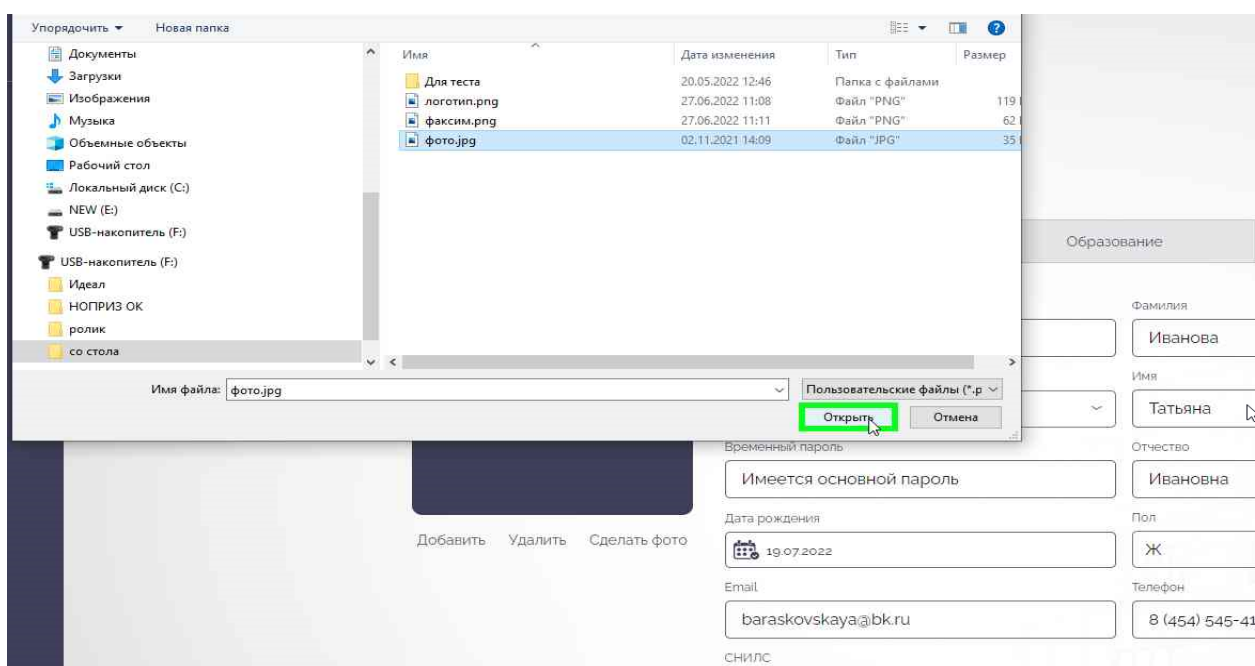 Упорядочить Новая папка
Документы
Загрузки
Изображения
Музыка
Объемные объекты
Рабочий стол
Локальный диск (C:)
NEW (E:)
USB-накопитель (F:)
USB-накопитель (F:)
Идеал
НОПРИЗ ОК
ролик
со стола
Имя Дата изменения Тип Размер
Для теста 20.05.2022 12:46 Папка с файлами
логотип.png 27.06.2022 11:08 Файл "PNG" 119
факсим.png 27.06.2022 11:11 Файл "PNG" 62
фото.jpg 02.11.2021 14:09 Файл "JPG" 35
Имя файла: фото.jpg Пользовательские файлы (*.p
Открыть Отмена
Образование
Фамилия
Иванова
Имя
Татьяна
Временный пароль Отчество
Имеется основной пароль Ивановна
Дата рождения Пол
Добавить Удалить Сделать фото 19.07.2022 Ж
Email Телефон
baraskovskaya@bk.ru 8 (454) 545-41
СНИЛС